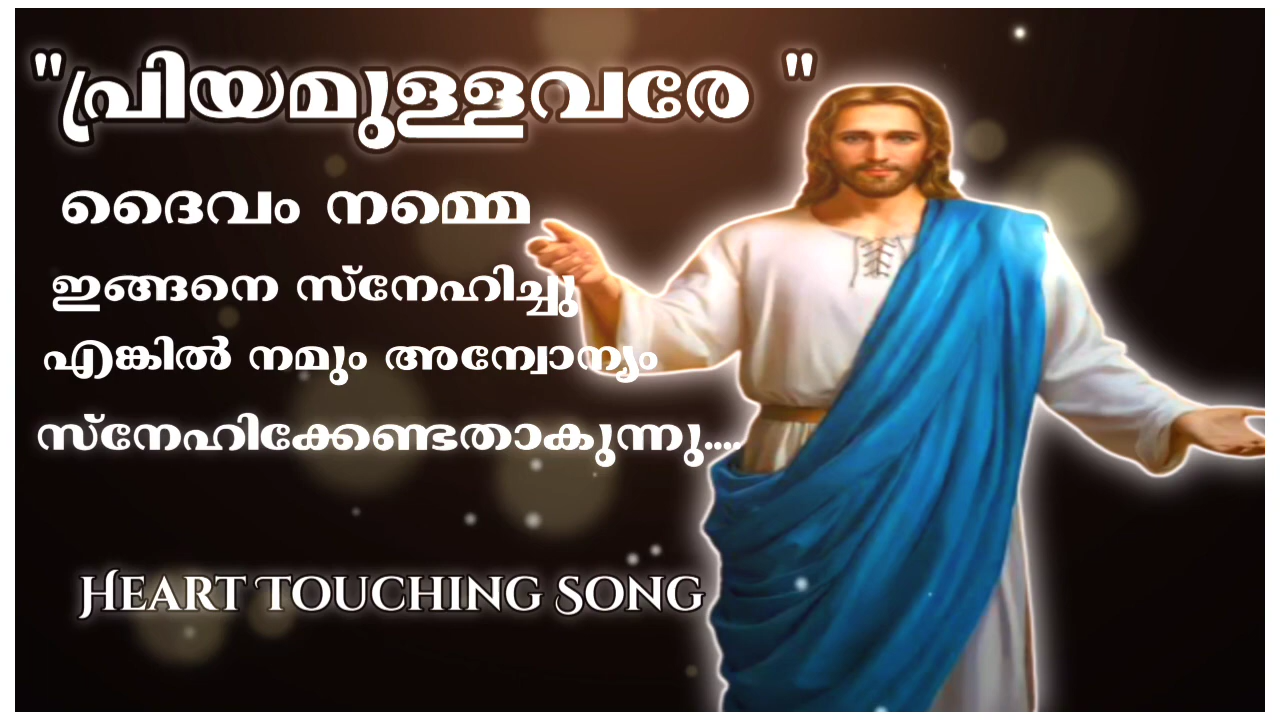 "പ്രിയമുള്ളവരേ "
ദൈവം നമ്മെ
ഇങ്ങനെ സ്നേഹിച്ചു
എങ്കിൽ നമും അന്വോന്യം
സ്നേഹിക്കേണ്ടതാകുന്നു....
HEART TOUCHING SONG